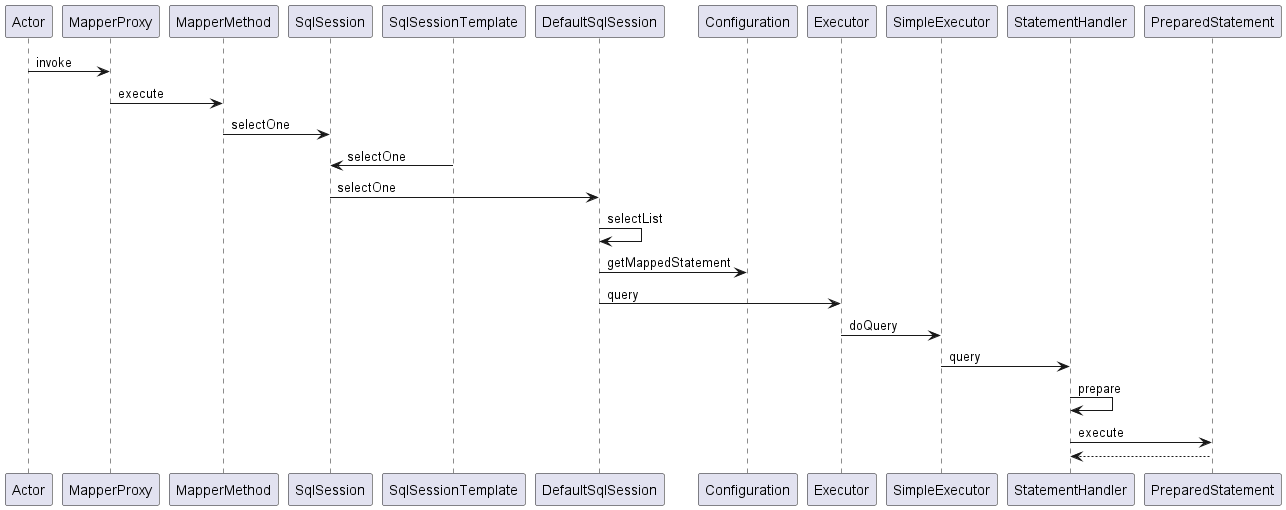 Actor MapperProxy MapperMethod SqlSession SqlSessionTemplate DefaultSqlSession Configuration Executor SimpleExecutor StatementHandler PreparedStatement
invoke
execute
selectOne
selectOne
selectOne
selectList
getMappedStatement
query
doQuery
query
prepare
execute
Actor MapperProxy MapperMethod SqlSession SqlSessionTemplate DefaultSqlSession Configuration Executor SimpleExecutor StatementHandler PreparedStatement